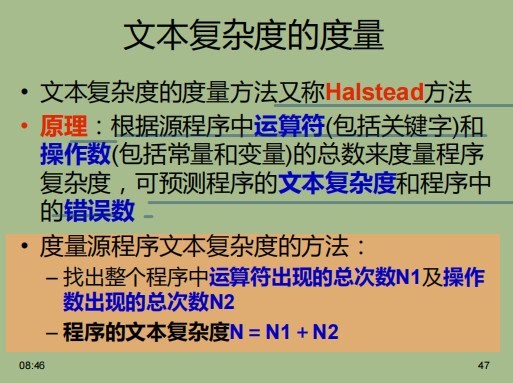 文本复杂度的度量
• 文本复杂度的度量方法又称Halstead方法
• 原理：根据源程序中运算符(包括关键字)和
操作数(包括常量和变量)的总数来度量程序
复杂度，可预测程序的文本复杂度和程序中
的错误数
• 度量源程序文本复杂度的方法：
– 找出整个程序中运算符出现的总次数N1及操作
数出现的总次数N2
– 程序的文本复杂度N＝N1＋N2
08:46
47